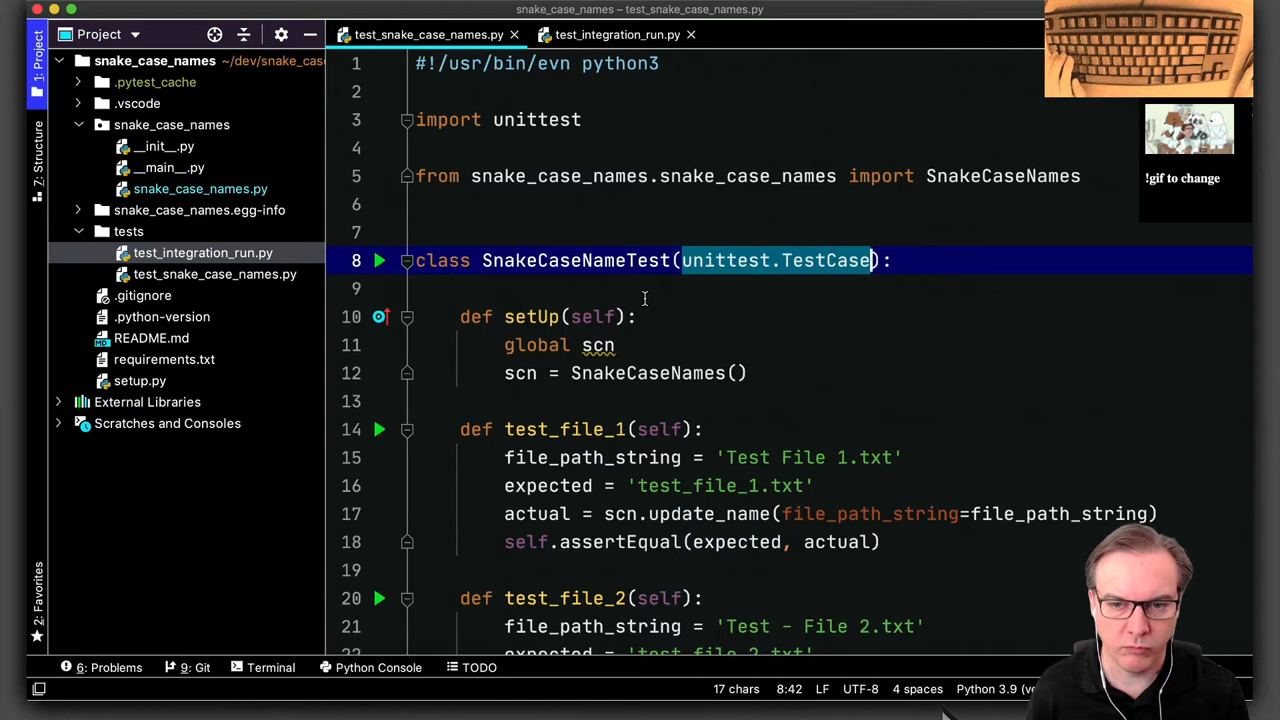 snake_case_names – test_snake_case_names.py
Project
test_snake_case_names.py
test_integration_run.py
1: Project
7: Structure
2: Favorites
snake_case_names ~/dev/snake_cas
.pytest_cache
.vscode
snake_case_names
__init__.py
__main__.py
snake_case_names.py
snake_case_names.egg-info
tests
test_integration_run.py
test_snake_case_names.py
.gitignore
.python-version
README.md
requirements.txt
setup.py
External Libraries
Scratches and Consoles
1 #!/usr/bin/evn python3
2
3 import unittest
4
5 from snake_case_names.snake_case_names import SnakeCaseNames
6
7
8 class SnakeCaseNameTest(unittest.TestCase):
9
10 def setUp(self):
11 global scn
12 scn = SnakeCaseNames()
13
14 def test_file_1(self):
15 file_path_string = 'Test File 1.txt'
16 expected = 'test_file_1.txt'
17 actual = scn.update_name(file_path_string=file_path_string)
18 self.assertEqual(expected, actual)
19
20 def test_file_2(self):
21 file_path_string = 'Test - File 2.txt'
22 expected = 'test_file_2.txt'
!gif to change
6: Problems
9: Git
Terminal
Python Console
TODO
17 chars 8:42 LF UTF-8 4 spaces Python 3.9 (ve